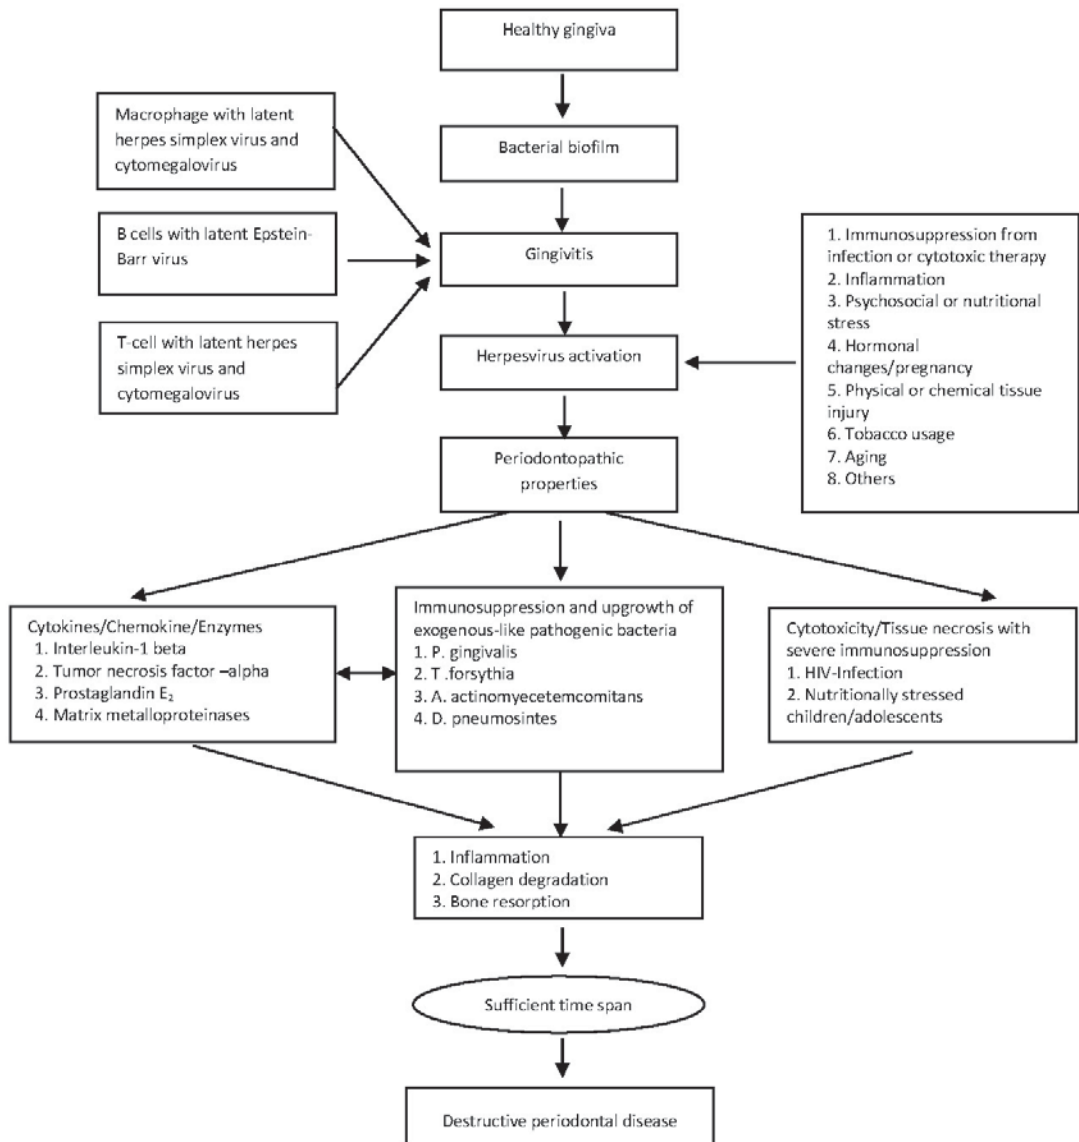 Healthy gingiva
Macrophage with latent
herpes simplex virus and
cytomegalovirus
Bacterial biofilm
B cells with latent Epstein-
Barr virus
Gingivitis
T-cell with latent herpes
simplex virus and
cytomegalovirus
Herpesvirus activation
1. Immunosuppression from
infection or cytotoxic therapy
2. Inflammation
3. Psychosocial or nutritional
stress
4. Hormonal
changes/pregnancy
5. Physical or chemical tissue
injury
6. Tobacco usage
7. Aging
8. Others
Periodontopathic
properties
Cytokines/Chemokine/Enzymes
1. Interleukin-1 beta
2. Tumor necrosis factor –alpha
3. Prostaglandin E₂
4. Matrix metalloproteinases
Immunosuppression and upgrowth of
exogenous-like pathogenic bacteria
1. P. gingivalis
2. T .forsythia
3. A. actinomycetemcomitans
4. D. pneumosintes
Cytotoxicity/Tissue necrosis with
severe immunosuppression
1. HIV-Infection
2. Nutritionally stressed
children/adolescents
1. Inflammation
2. Collagen degradation
3. Bone resorption
Sufficient time span
Destructive periodontal disease